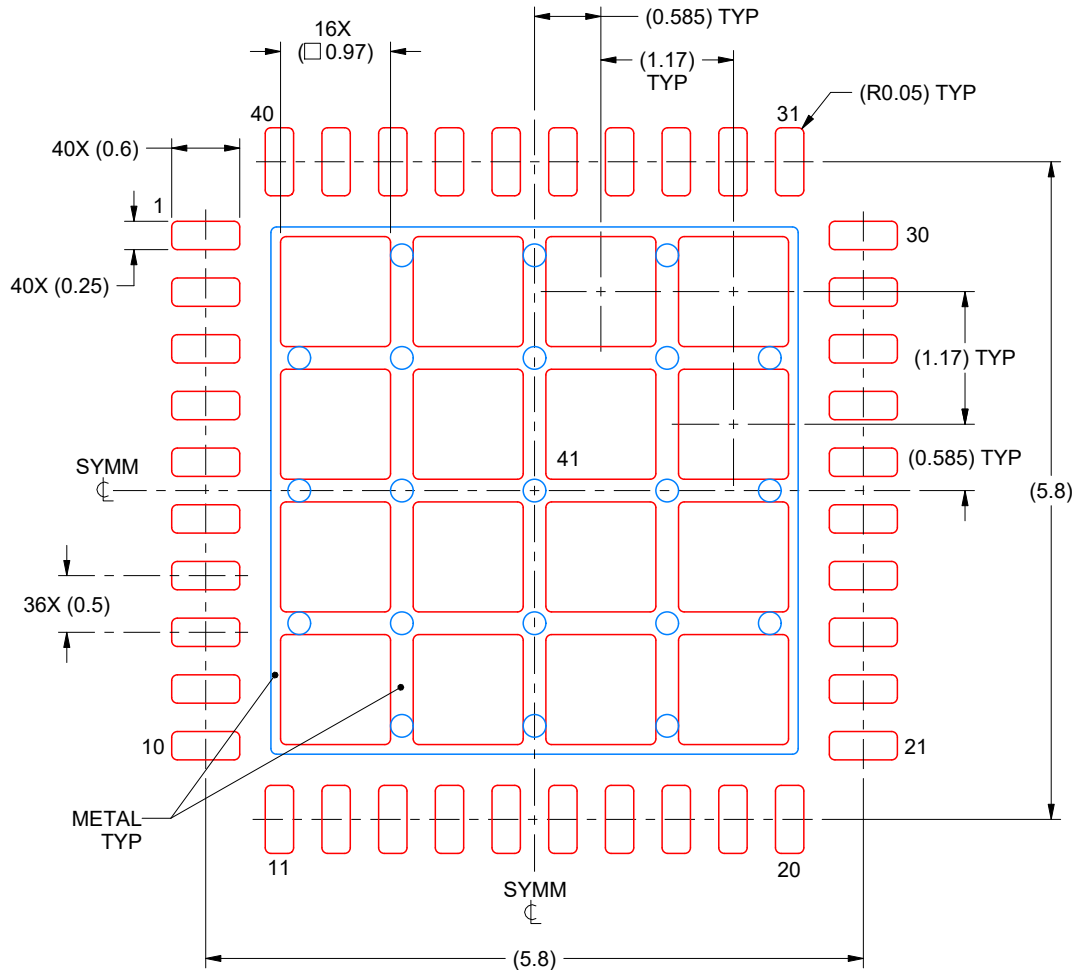 (0.585) TYP
16X
(□ 0.97)
(1.17)
TYP
(R0.05) TYP
40
31
40X (0.6)
1
30
40X (0.25)
(1.17) TYP
41
(0.585) TYP
SYMM
℄
(5.8)
36X (0.5)
10
21
METAL
TYP
11
20
SYMM
℄
(5.8)